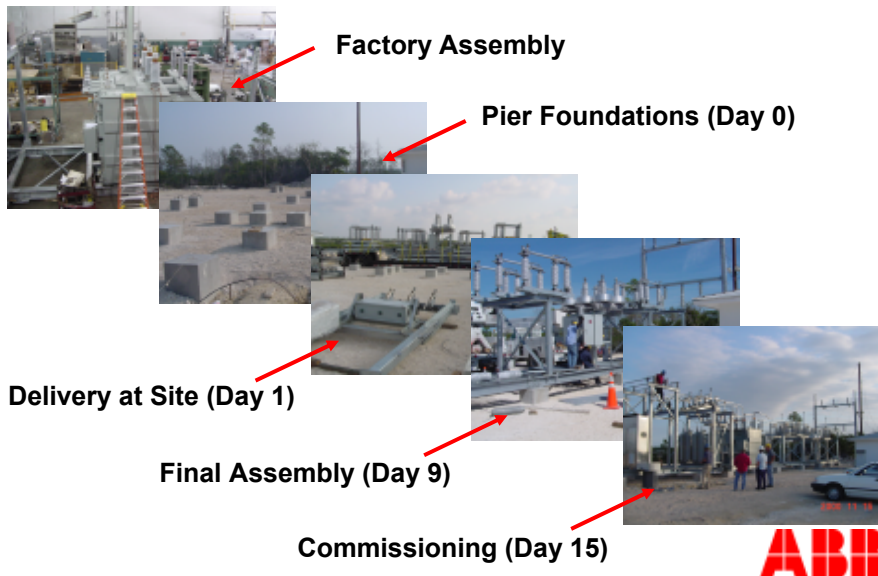 Factory Assembly
Pier Foundations (Day 0)
Delivery at Site (Day 1)
Final Assembly (Day 9)
Commissioning (Day 15)
ABB